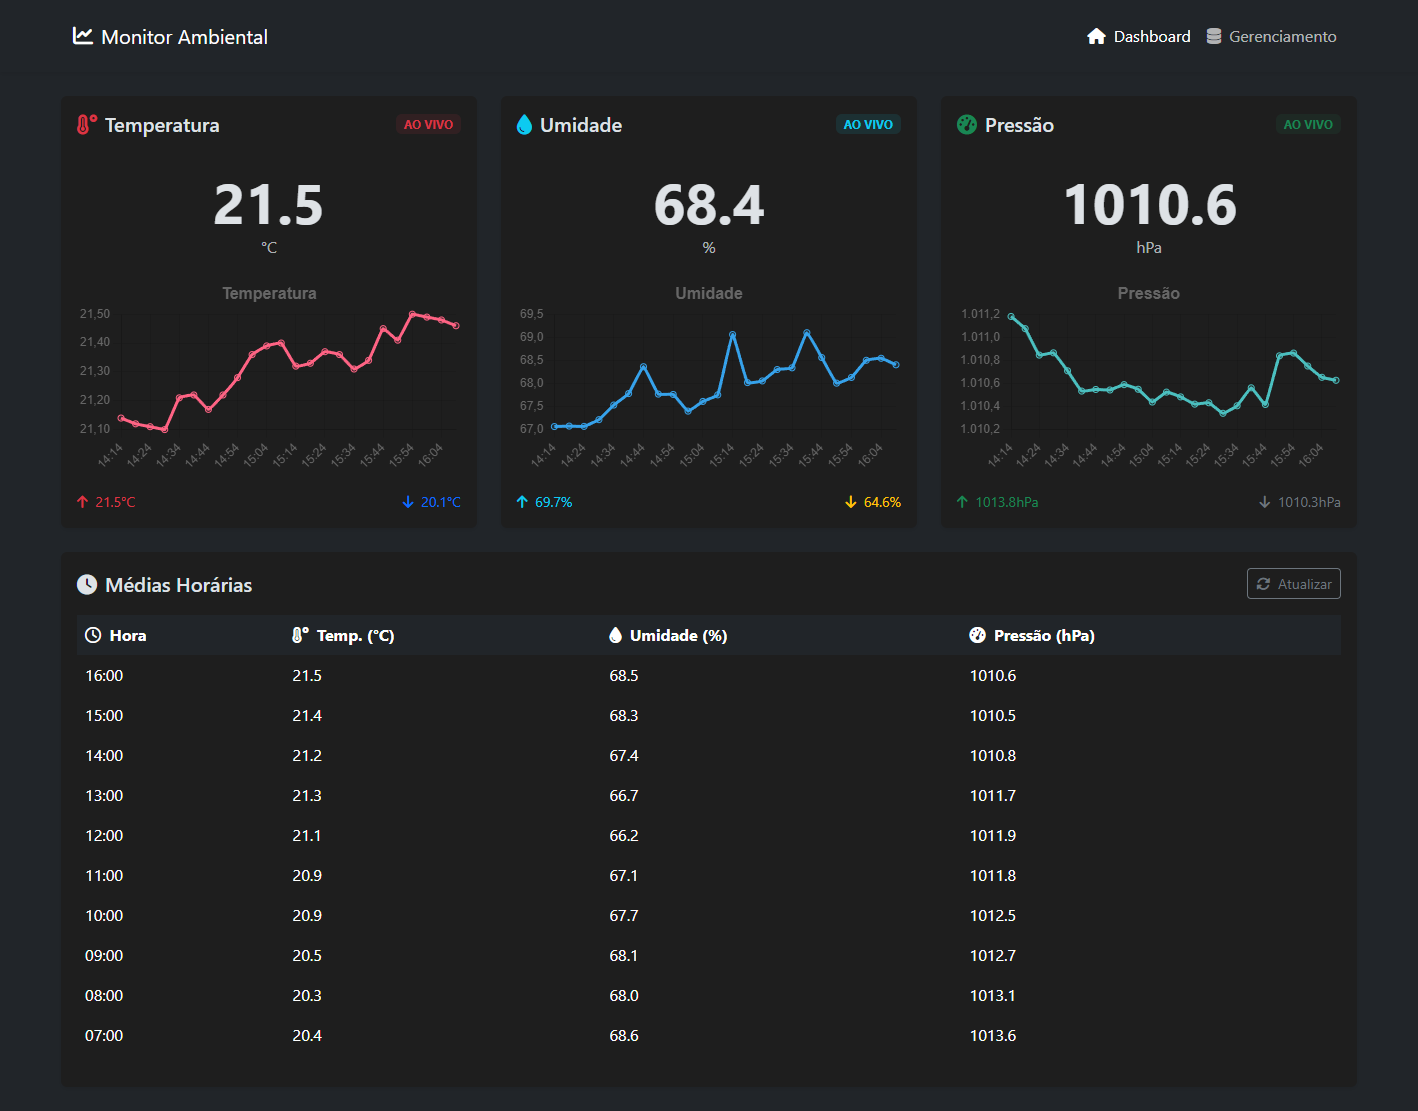 Monitor Ambiental
Dashboard Gerenciamento
Temperatura AO VIVO
21.5
°C
Temperatura
21,50
21,40
21,30
21,20
21,10
14:14 14:24 14:34 14:44 14:54 15:04 15:14 15:24 15:34 15:44 15:54 16:04
21.5°C 20.1°C
Umidade AO VIVO
68.4
%
Umidade
69,5
69,0
68,5
68,0
67,5
67,0
14:14 14:24 14:34 14:44 14:54 15:04 15:14 15:24 15:34 15:44 15:54 16:04
69.7% 64.6%
Pressão AO VIVO
1010.6
hPa
Pressão
1.011,2
1.011,0
1.010,8
1.010,6
1.010,4
1.010,2
14:14 14:24 14:34 14:44 14:54 15:04 15:14 15:24 15:34 15:44 15:54 16:04
1013.8hPa 1010.3hPa
Médias Horárias Atualizar
Hora Temp. (°C) Umidade (%) Pressão (hPa)
16:00 21.5 68.5 1010.6
15:00 21.4 68.3 1010.5
14:00 21.2 67.4 1010.8
13:00 21.3 66.7 1011.7
12:00 21.1 66.2 1011.9
11:00 20.9 67.1 1011.8
10:00 20.9 67.7 1012.5
09:00 20.5 68.1 1012.7
08:00 20.3 68.0 1013.1
07:00 20.4 68.6 1013.6